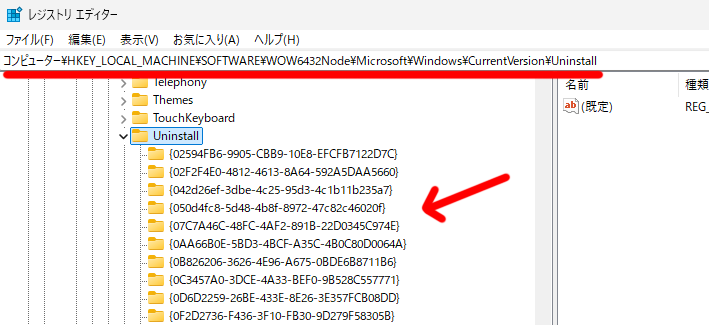 レジストリ エディター
ファイル(F) 編集(E) 表示(V) お気に入り(A) ヘルプ(H)
コンピューター¥HKEY_LOCAL_MACHINE¥SOFTWARE¥WOW6432Node¥Microsoft¥Windows¥CurrentVersion¥Uninstall
Telephony
Themes
TouchKeyboard
Uninstall
{02594FB6-9905-CBB9-10E8-EFCFB7122D7C}
{02F2F4E0-4812-4613-8A64-592A5DAA5660}
{042d26ef-3dbe-4c25-95d3-4c1b11b235a7}
{050d4fc8-5d48-4b8f-8972-47c82c46020f}
{07C7A46C-48FC-4AF2-891B-22D0345C974E}
{0AA66B0E-5BD3-4BCF-A35C-4B0C80D0064A}
{0B826206-3626-4E96-A675-0BDE6B8711B6}
{0C3457A0-3DCE-4A33-BEF0-9B528C557771}
{0D6D2259-26BE-433E-8E26-3E357FCB08DD}
{0F2D2736-F436-3F10-FB30-9D279F58305B}
名前 種類
ab (既定) REG_